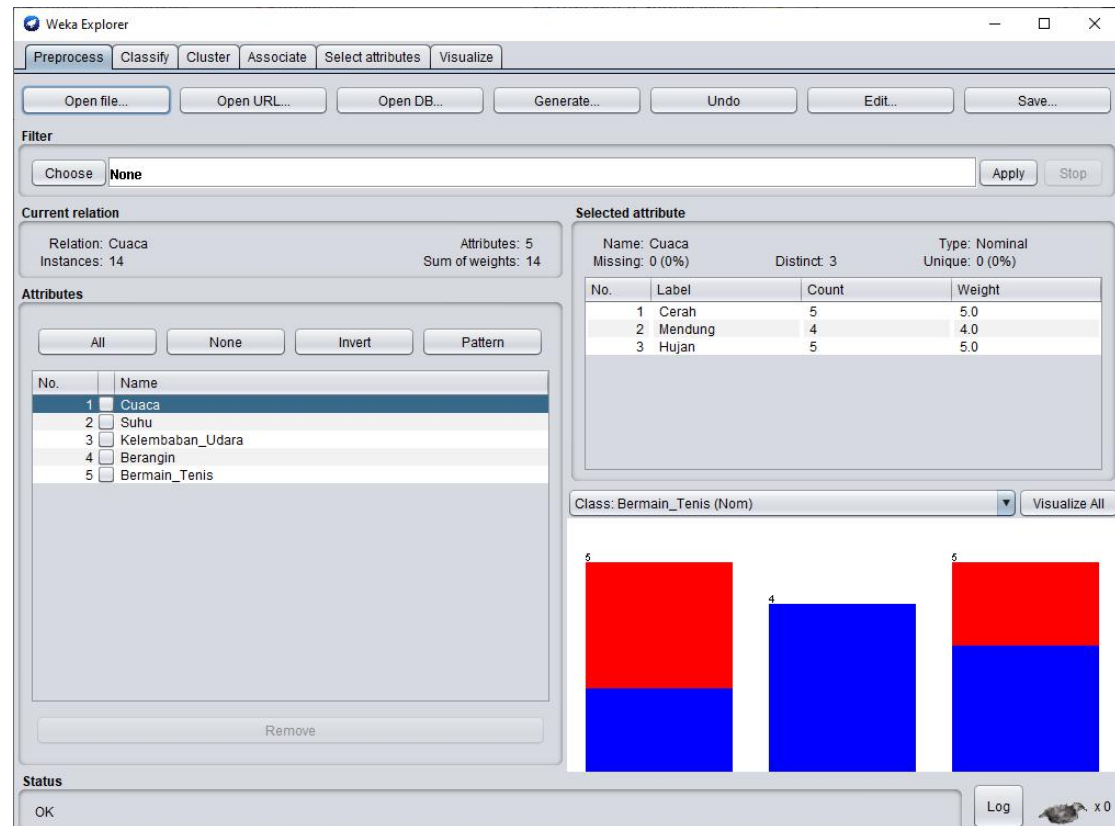 Weka Explorer
Preprocess Classify Cluster Associate Select attributes Visualize
Open file... Open URL... Open DB... Generate... Undo Edit... Save...
Filter
Choose None Apply Stop
Current relation
Relation: Cuaca Attributes: 5
Instances: 14 Sum of weights: 14
Attributes
All None Invert Pattern
No. Name
1 Cuaca
2 Suhu
3 Kelembaban_Udara
4 Berangin
5 Bermain_Tenis
Remove
Selected attribute
Name: Cuaca Type: Nominal
Missing: 0 (0%) Distinct: 3 Unique: 0 (0%)
No. Label Count Weight
1 Cerah 5 5.0
2 Mendung 4 4.0
3 Hujan 5 5.0
Class: Bermain_Tenis (Nom) Visualize All
5 4 5
Status
OK
Log x 0